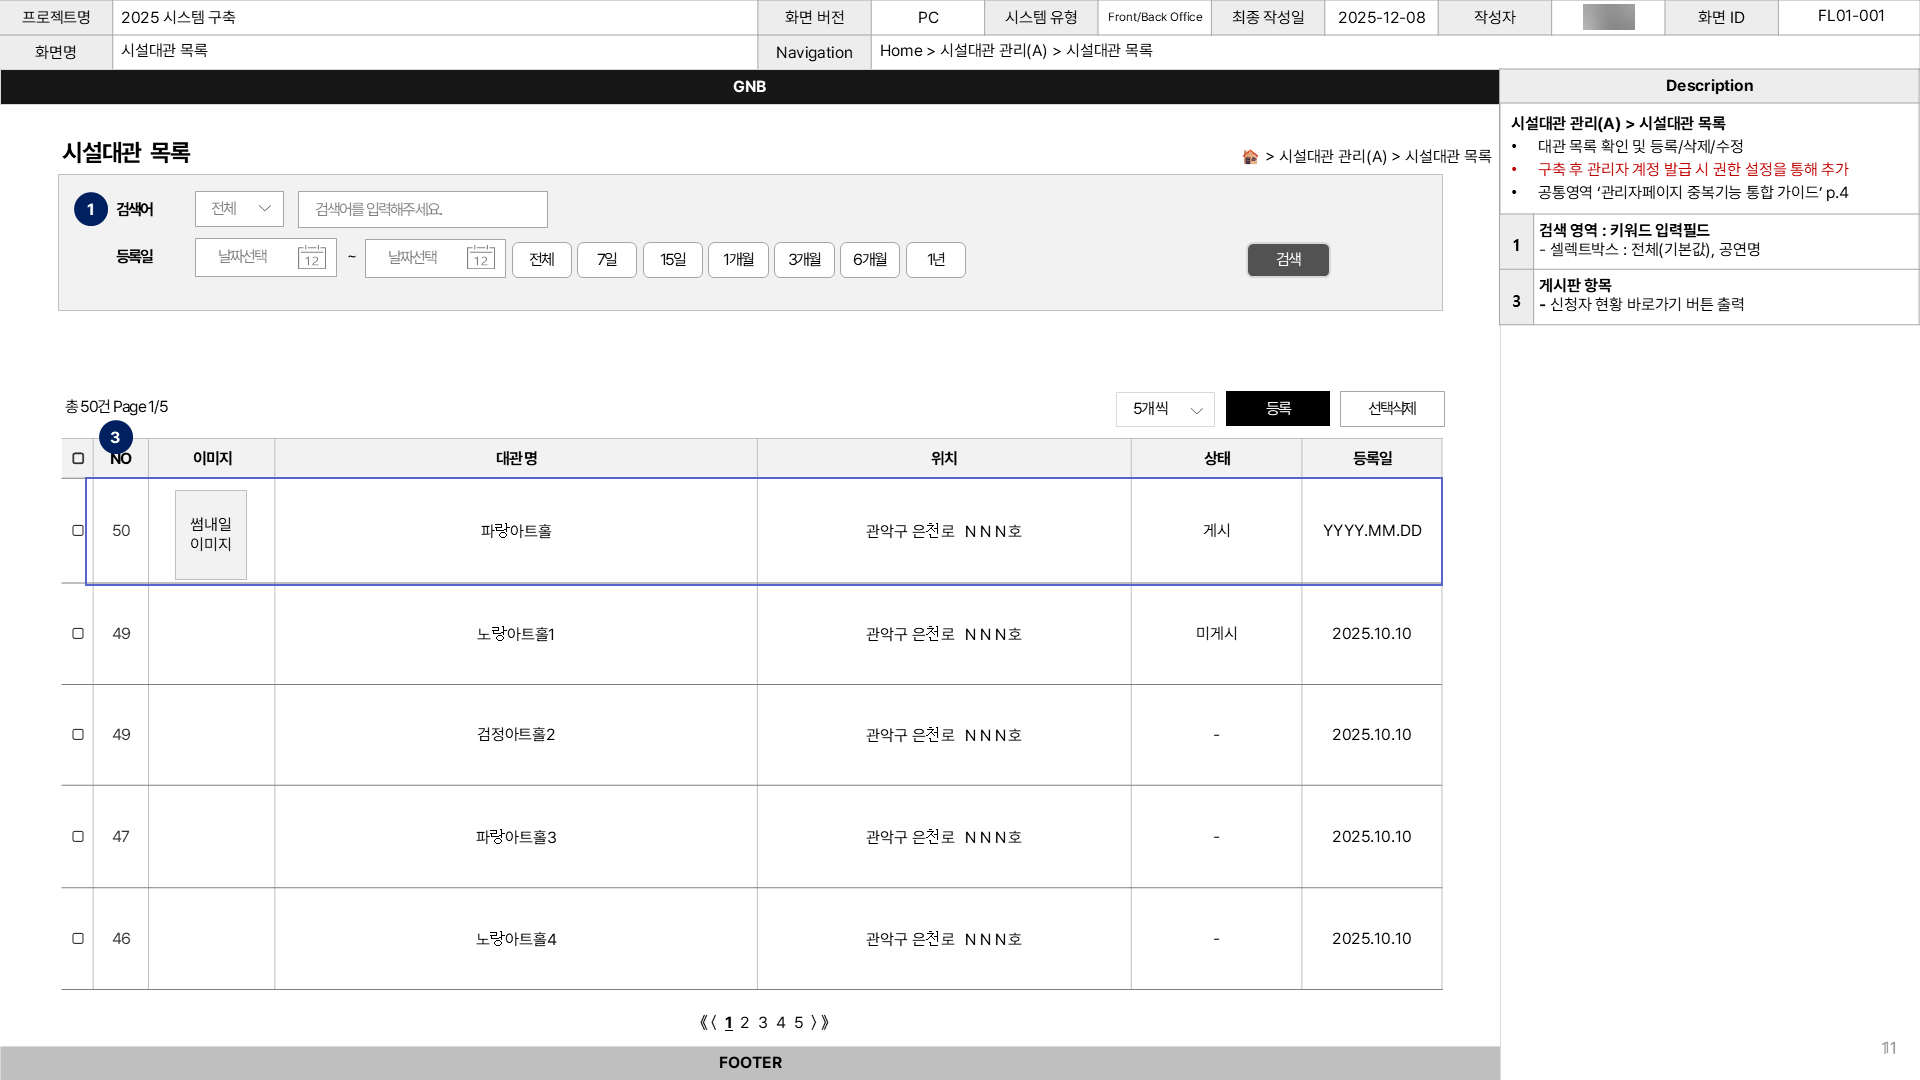 프로젝트명 2025 시스템 구축 화면 버전 PC 시스템 유형 Front/Back Office 최종 작성일 2025-12-08 작성자 화면 ID FL01-001
화면명 시설대관 목록 Navigation Home > 시설대관 관리(A) > 시설대관 목록
GNB
시설대관 목록
> 시설대관 관리(A) > 시설대관 목록
1 검색어 전체 검색어를 입력해주세요.
등록일 날짜선택 12 ~ 날짜선택 12 전체 7일 15일 1개월 3개월 6개월 1년 검색
총 50건 Page 1/5 5개씩 등록 선택삭제
3
NO 이미지 대관명 위치 상태 등록일
50 썸내일 이미지 파랑아트홀 관악구 은천로 N N N호 게시 YYYY.MM.DD
49 노랑아트홀1 관악구 은천로 N N N호 미게시 2025.10.10
49 검정아트홀2 관악구 은천로 N N N호 - 2025.10.10
47 파랑아트홀3 관악구 은천로 N N N호 - 2025.10.10
46 노랑아트홀4 관악구 은천로 N N N호 - 2025.10.10
《〈 1 2 3 4 5 〉》
FOOTER
Description
시설대관 관리(A) > 시설대관 목록
• 대관 목록 확인 및 등록/삭제/수정
• 구축 후 관리자 계정 발급 시 권한 설정을 통해 추가
• 공통영역 ‘관리자페이지 중복기능 통합 가이드’ p.4
1 검색 영역 : 키워드 입력필드
- 셀렉트박스 : 전체(기본값), 공연명
3 게시판 항목
- 신청자 현황 바로가기 버튼 출력
11